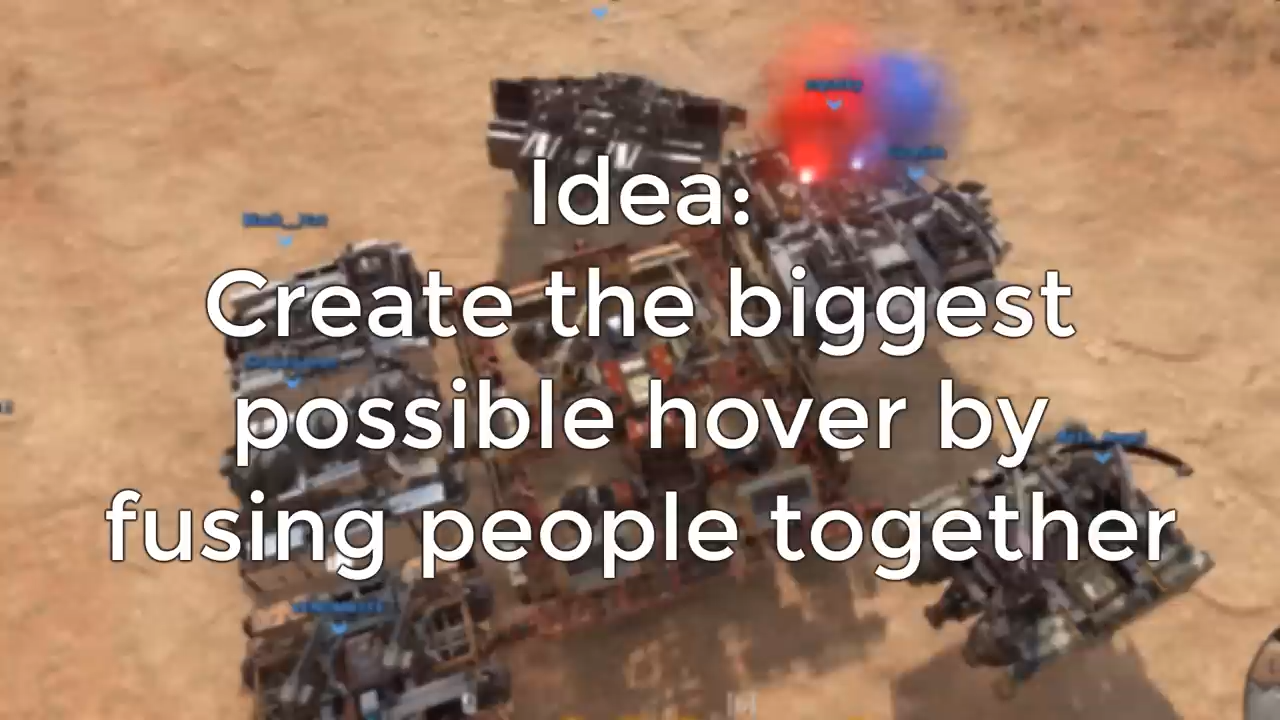 Idea:
Create the biggest
possible hover by
fusing people together